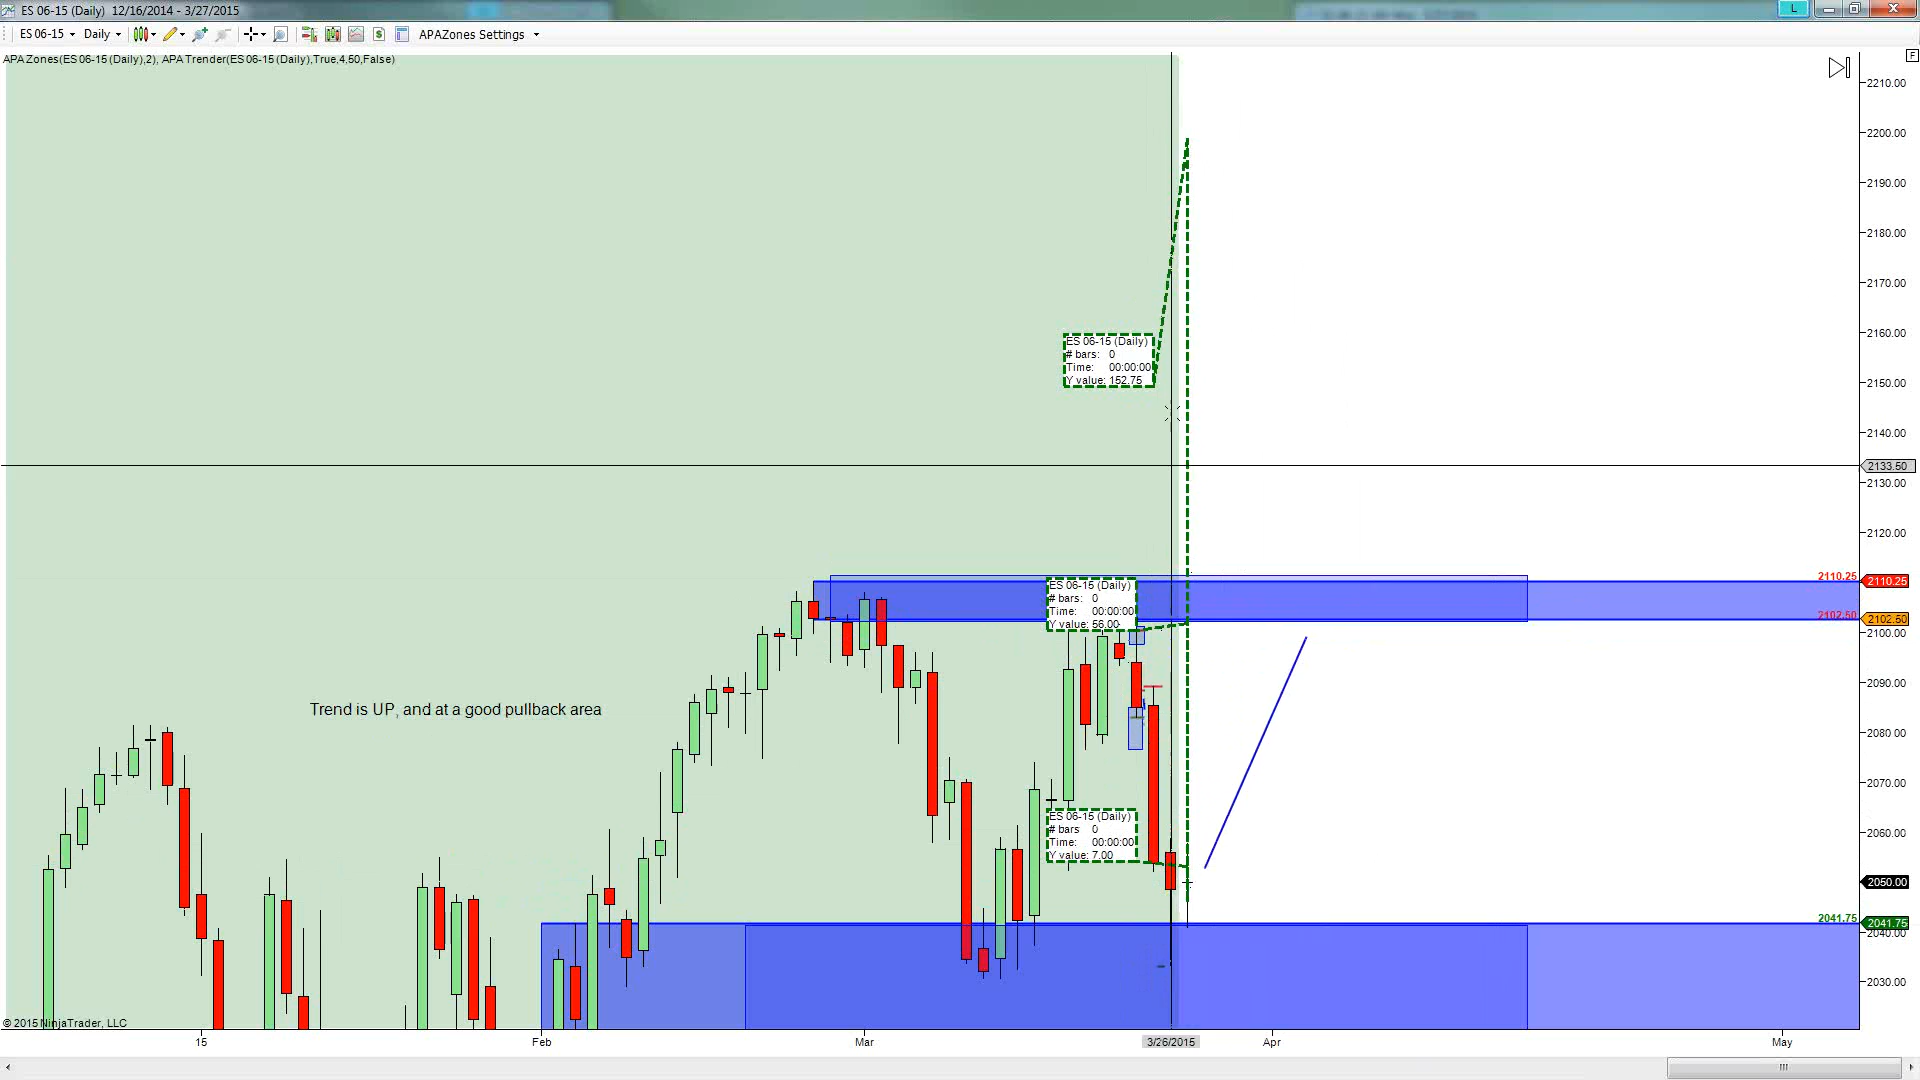 ES 06-15 (Daily)  12/16/2014 - 3/27/2015
L
ES 06-15 Daily $ APAZones Settings
F
APA Zones(ES 06-15 (Daily),2), APA Trender(ES 06-15 (Daily),True,4,50,False)
2210.00
2200.00
2190.00
2180.00
2170.00
2160.00
ES 06-15 (Daily)
# bars: 0
Time: 00:00:00
Y value: 152.75
2150.00
2140.00
2133.50
2130.00
2120.00
2110.25 2110.25
ES 06-15 (Daily)
# bars: 0
Time: 00:00:00
Y value: 56.00
2102.50 2102.50
2100.00
2090.00
Trend is UP, and at a good pullback area
2080.00
2070.00
2060.00
ES 06-15 (Daily)
# bars 0
Time: 00:00:00
Y value: 7.00
2050.00
2041.75 2041.75
2040.00
2030.00
© 2015 NinjaTrader, LLC
15 Feb Mar 3/26/2015 Apr May